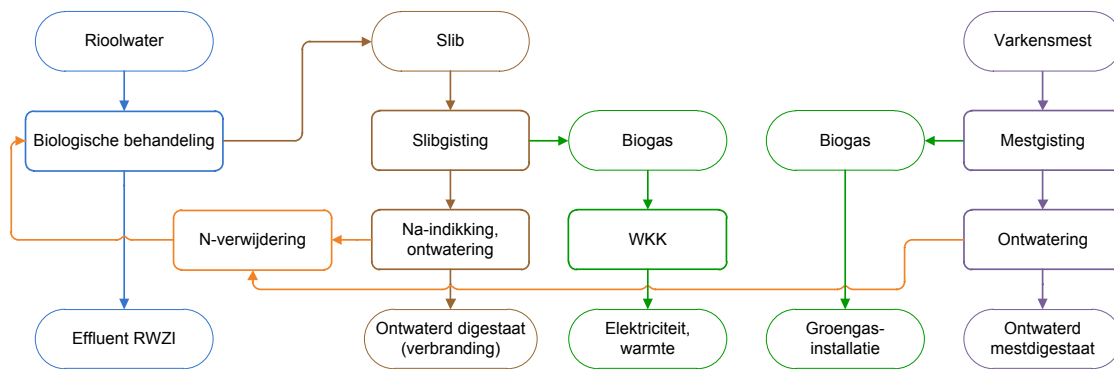 Rioolwater
Slib
Varkensmest
Biologische behandeling
Slibgisting
Biogas
Biogas
Mestgisting
N-verwijdering
Na-indikking,
ontwatering
WKK
Ontwatering
Effluent RWZI
Ontwaterd digestaat
(verbranding)
Elektriciteit,
warmte
Groengas-
installatie
Ontwaterd
mestdigestaat